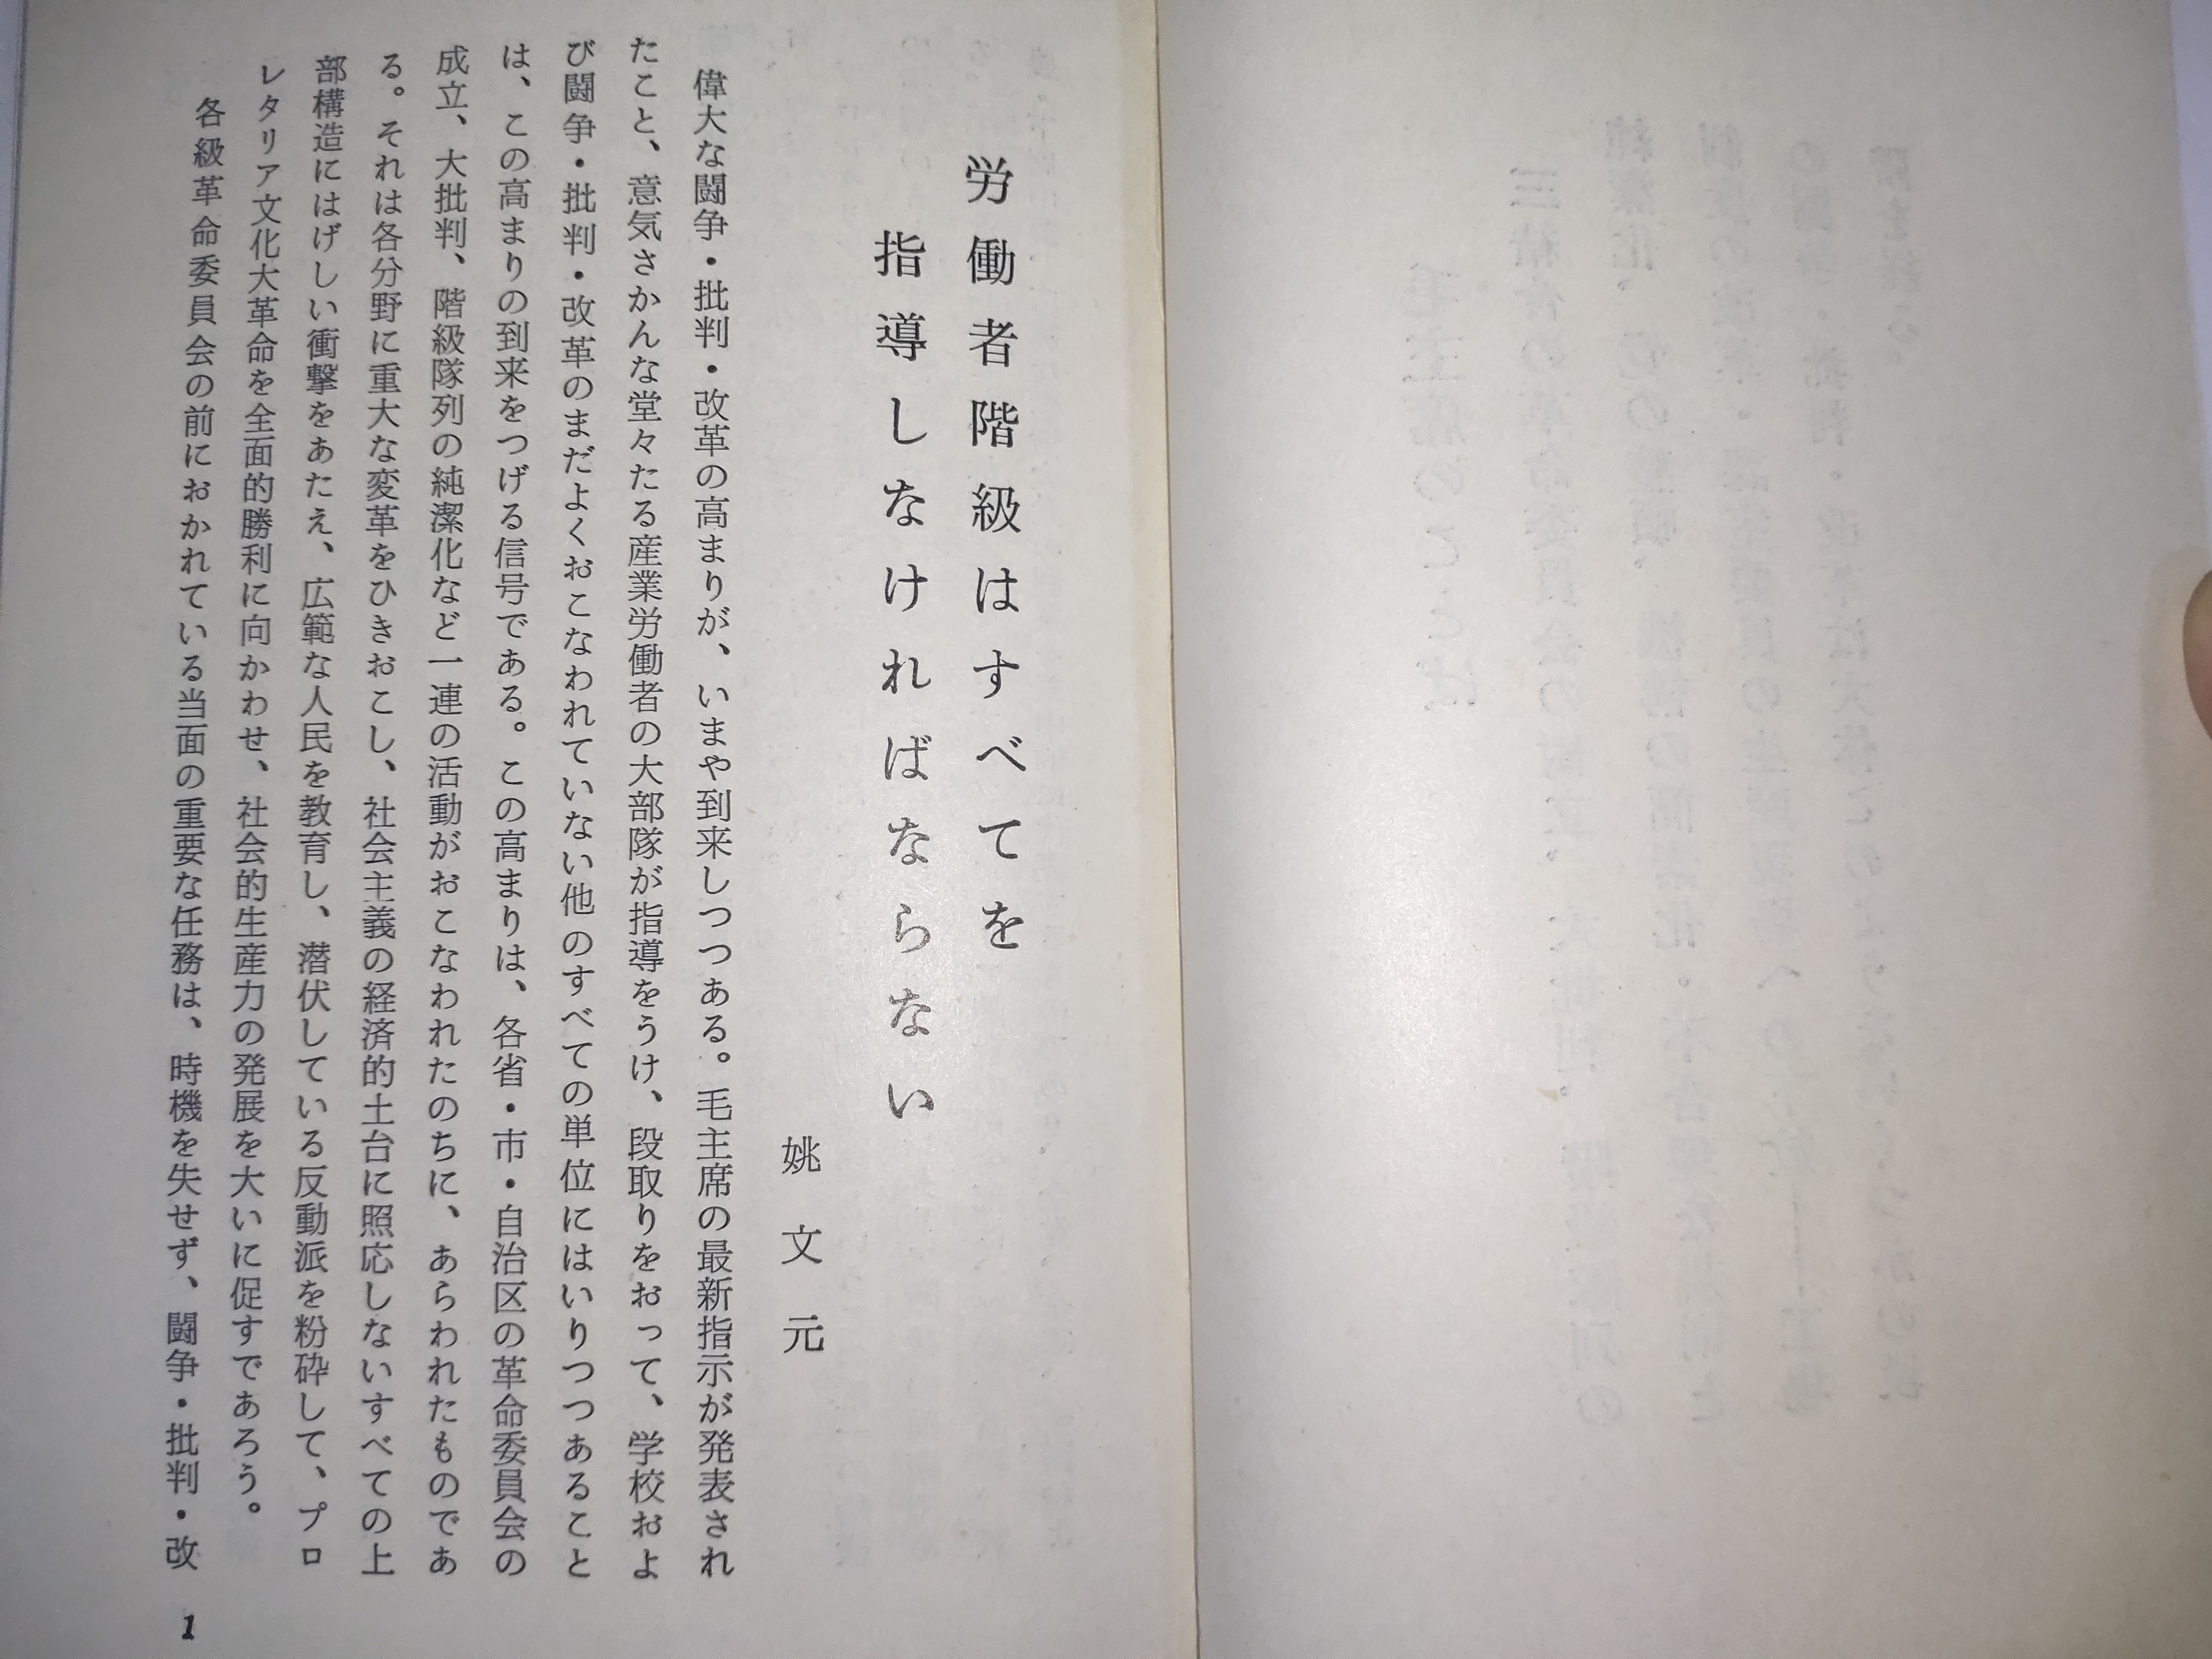 労働者階級はすべてを
指導しなければならない
姚文元
偉大な闘争・批判・改革の高まりが、いまや到来しつつある。毛主席の最新指示が発表され
たこと、意気さかんな堂々たる産業労働者の大部隊が指導をうけ、段取りをおって、学校およ
び闘争・批判・改革のまだよくおこなわれていない他のすべての単位にはいりつつあること
は、この高まりの到来をつげる信号である。この高まりは、各省・市・自治区の革命委員会の
成立、大批判、階級隊列の純潔化など一連の活動がおこなわれたのちに、あらわれたものであ
る。それは各分野に重大な変革をひきおこし、社会主義の経済的土台に照応しないすべての上
部構造にはげしい衝撃をあたえ、広範な人民を教育し、潜伏している反動派を粉砕して、プロ
レタリア文化大革命を全面的勝利に向かわせ、社会的生産力の発展を大いに促すであろう。
各級革命委員会の前におかれている当面の重要な任務は、時機を失せず、闘争・批判・改
1